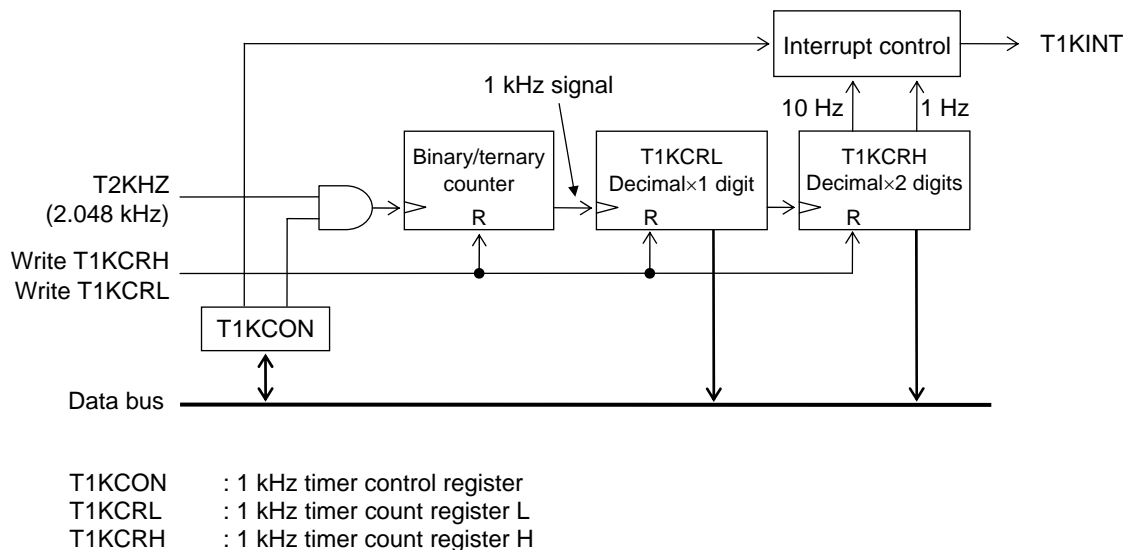 Interrupt control
T1KINT
1 kHz signal
10 Hz
1 Hz
Binary/ternary
counter
T1KCRL
Decimal×1 digit
T1KCRH
Decimal×2 digits
T2KHZ
(2.048 kHz)
R
R
R
Write T1KCRH
Write T1KCRL
T1KCON
Data bus
T1KCON : 1 kHz timer control register
T1KCRL : 1 kHz timer count register L
T1KCRH : 1 kHz timer count register H